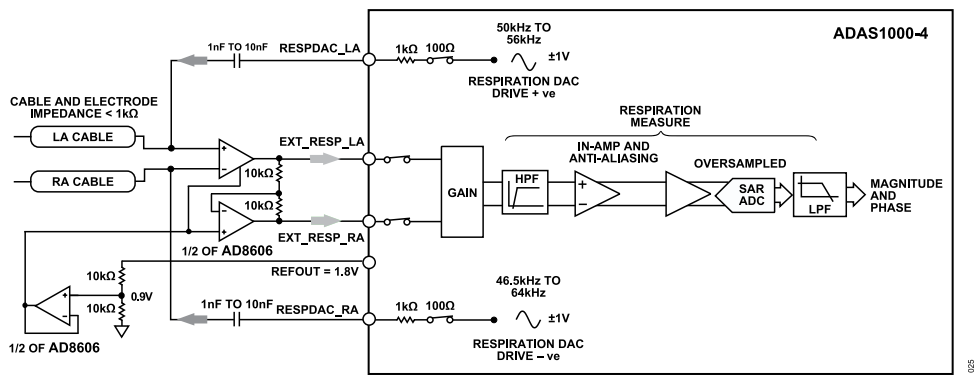 ADAS1000-4
50kHz TO
56kHz
±1V
RESPIRATION DAC
DRIVE + ve
1nF TO 10nF
RESPDAC_LA
1kΩ
100Ω
CABLE AND ELECTRODE
IMPEDANCE < 1kΩ
LA CABLE
RA CABLE
+
–
10kΩ
10kΩ
–
+
1/2 OF AD8606
EXT_RESP_LA
EXT_RESP_RA
GAIN
RESPIRATION
MEASURE
HPF
IN-AMP AND
ANTI-ALIASING
+
–
OVERSAMPLED
SAR
ADC
LPF
MAGNITUDE
AND
PHASE
REFOUT = 1.8V
10kΩ
0.9V
10kΩ
+
–
1/2 OF AD8606
1nF TO 10nF
RESPDAC_RA
1kΩ
100Ω
46.5kHz TO
64kHz
±1V
RESPIRATION DAC
DRIVE – ve
025